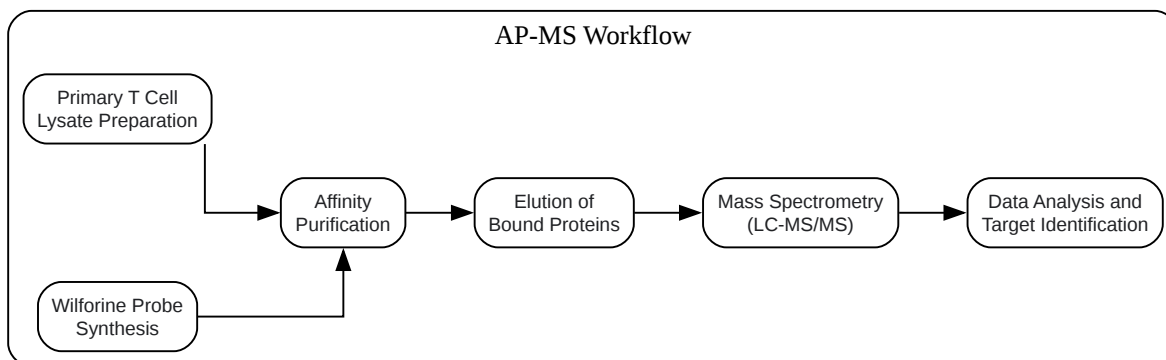 AP-MS Workflow
Primary T Cell
Lysate Preparation
Affinity
Purification
Elution of
Bound Proteins
Mass Spectrometry
(LC-MS/MS)
Data Analysis and
Target Identification
Wilforine Probe
Synthesis